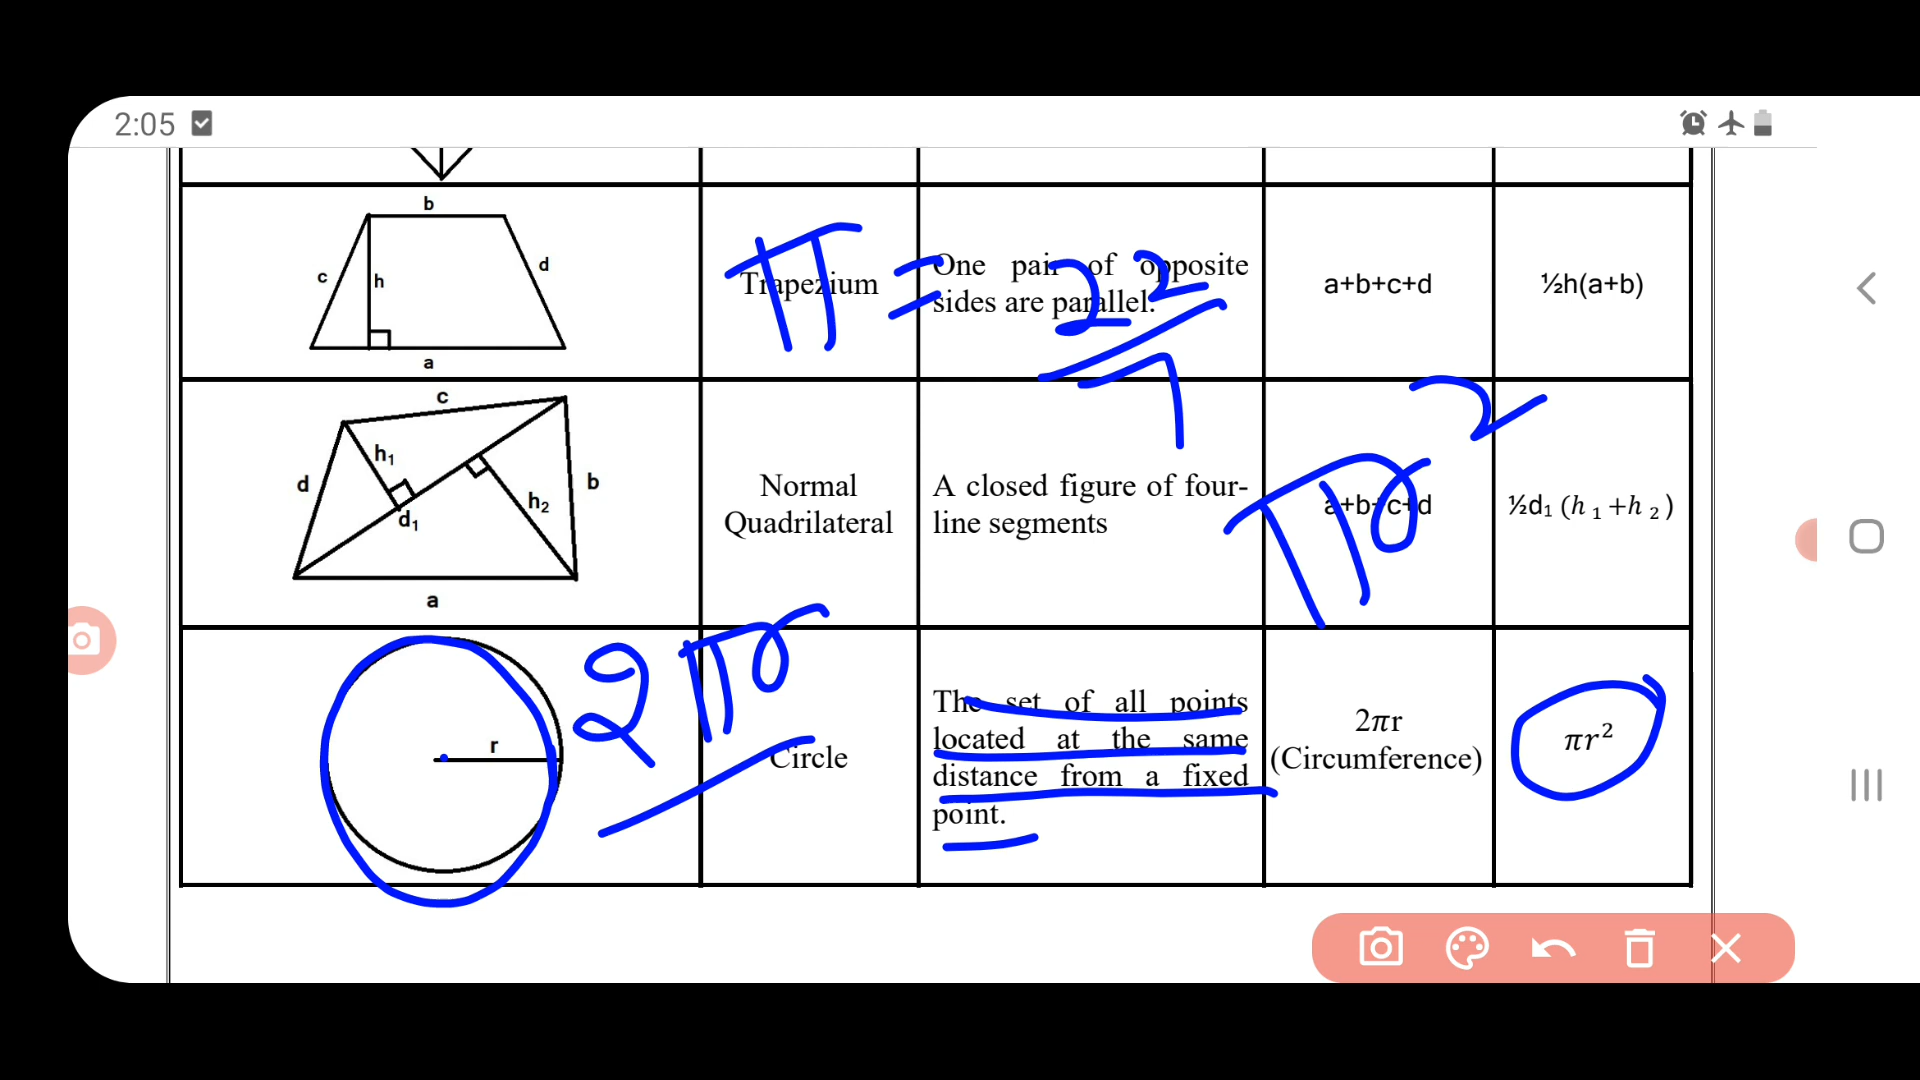 2:05
b
c
h
d
a
Trapezium
One pair of opposite
sides are parallel.
a+b+c+d
½h(a+b)
π = 22/7
c
d
h₁
d₁
h₂
b
a
Normal
Quadrilateral
A closed figure of four-
line segments
a+b+c+d
½d₁ (h ₁ +h ₂ )
πr²
r
2πr
Circle
The set of all points
located at the same
distance from a fixed
point.
2πr
(Circumference)
πr²